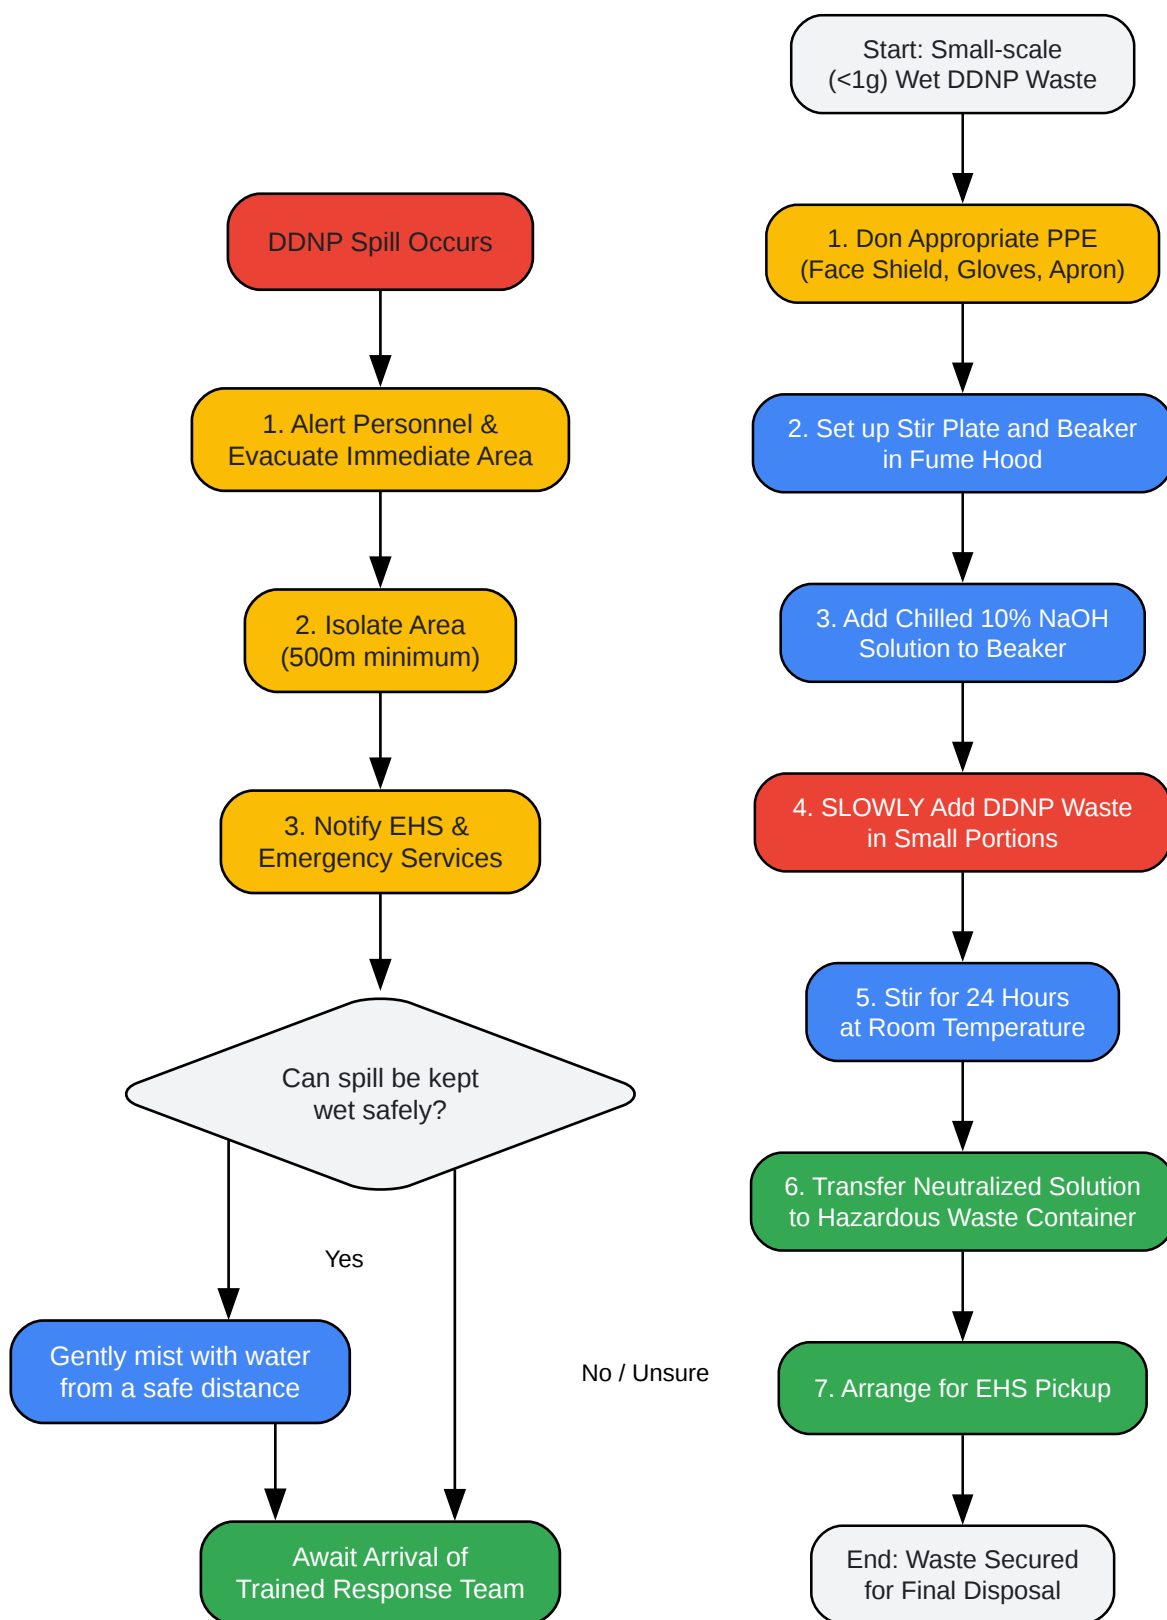 DDNP Spill Occurs
1. Alert Personnel &
Evacuate Immediate Area
2. Isolate Area
(500m minimum)
3. Notify EHS &
Emergency Services
Can spill be kept
wet safely?
Yes
No / Unsure
Gently mist with water
from a safe distance
Await Arrival of
Trained Response Team
Start: Small-scale
(<1g) Wet DDNP Waste
1. Don Appropriate PPE
(Face Shield, Gloves, Apron)
2. Set up Stir Plate and Beaker
in Fume Hood
3. Add Chilled 10% NaOH
Solution to Beaker
4. SLOWLY Add DDNP Waste
in Small Portions
5. Stir for 24 Hours
at Room Temperature
6. Transfer Neutralized Solution
to Hazardous Waste Container
7. Arrange for EHS Pickup
End: Waste Secured
for Final Disposal